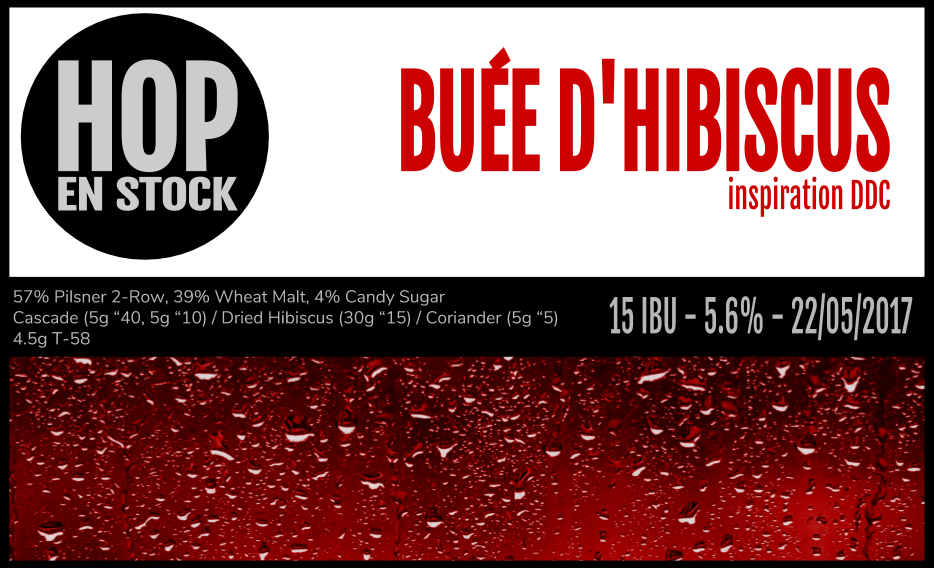 HOP
EN STOCK
BUÉE D'HIBISCUS
inspiration DDC
57% Pilsner 2-Row, 39% Wheat Malt, 4% Candy Sugar
Cascade (5g “40, 5g “10) / Dried Hibiscus (30g “15) / Coriander (5g “5)
4.5g T-58
15 IBU - 5.6% - 22/05/2017